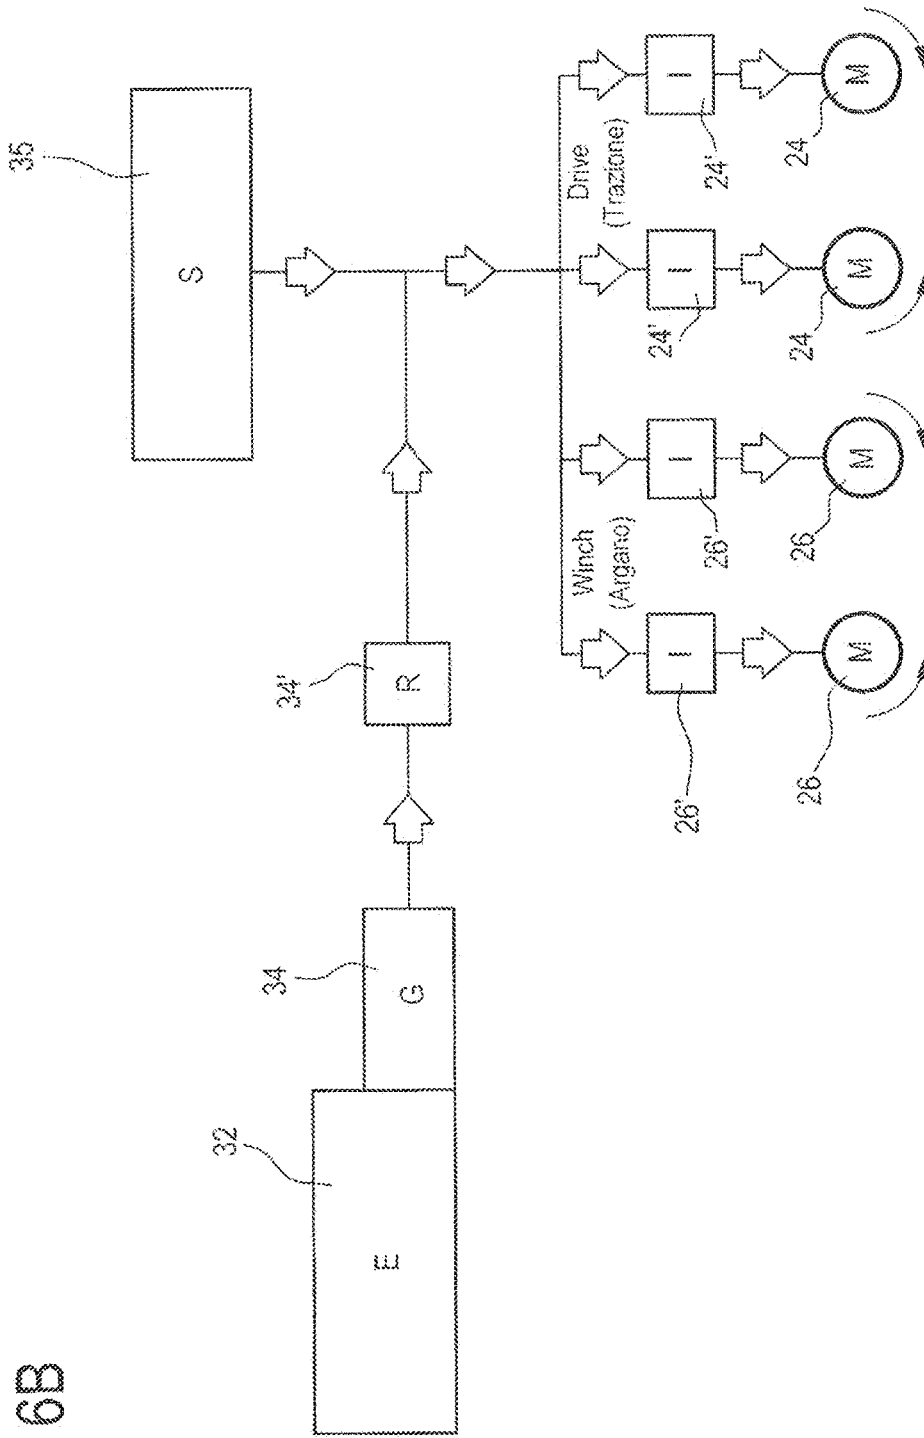 6B
35
S
32
34
34'
E
G
R
Winch
(Argano)
Drive
(Trazione)
I
I
I
I
26'
26'
24'
24'
26
26
24
24
M
M
M
M